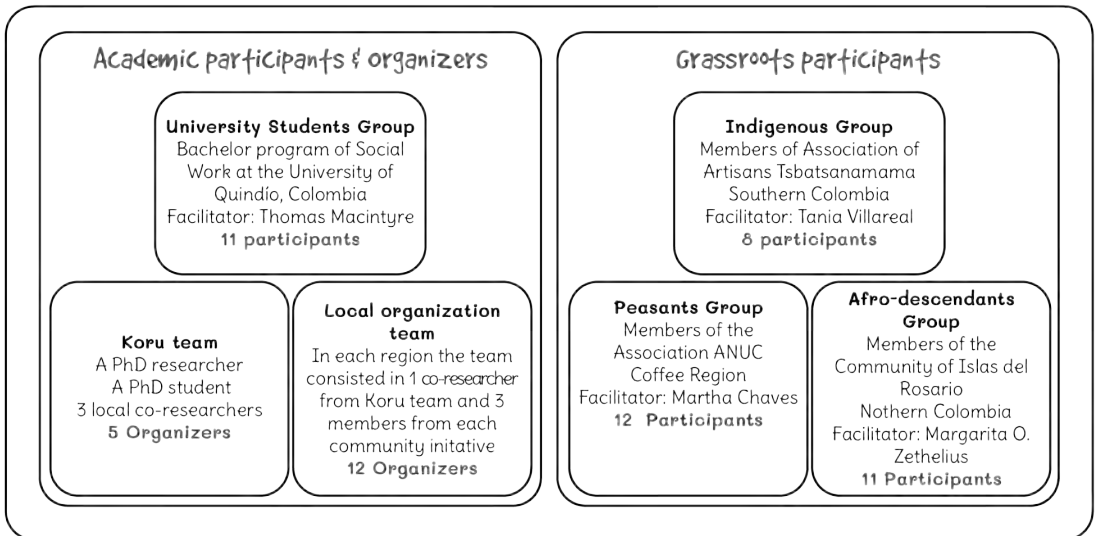 Academic participants & organizers
University Students Group
Bachelor program of Social
Work at the University of
Quindío, Colombia
Facilitator: Thomas Macintyre
11 participants
Koru team
A PhD researcher
A PhD student
3 local co-researchers
5 Organizers
Local organization
team
In each region the team
consisted in 1 co-researcher
from Koru team and 3
members from each
community initative
12 Organizers
Grassroots participants
Indigenous Group
Members of Association of
Artisans Tsbatsanamama
Southern Colombia
Facilitator: Tania Villareal
8 participants
Peasants Group
Members of the
Association ANUC
Coffee Region
Facilitator: Martha Chaves
12 Participants
Afro-descendants
Group
Members of the
Community of Islas del
Rosario
Nothern Colombia
Facilitator: Margarita O.
Zethelius
11 Participants